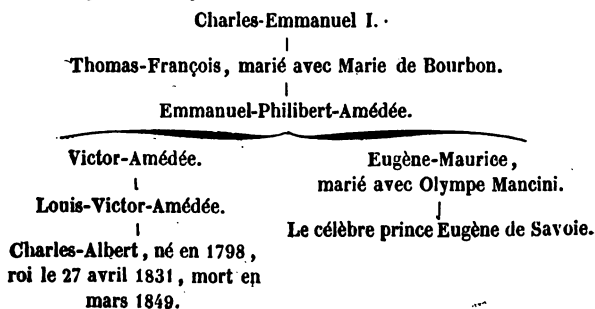 Charles-Emmanuel I.
Thomas-François, marié avec Marie de Bourbon.
Emmanuel-Philibert-Amédée.
Victor-Amédée.
Louis-Victor-Amédée.
Charles-Albert, né en 1798,
roi le 27 avril 1831, mort en
mars 1849.
Eugène-Maurice,
marié avec Olympe Mancini.
Le célèbre prince Eugène de Savoie.